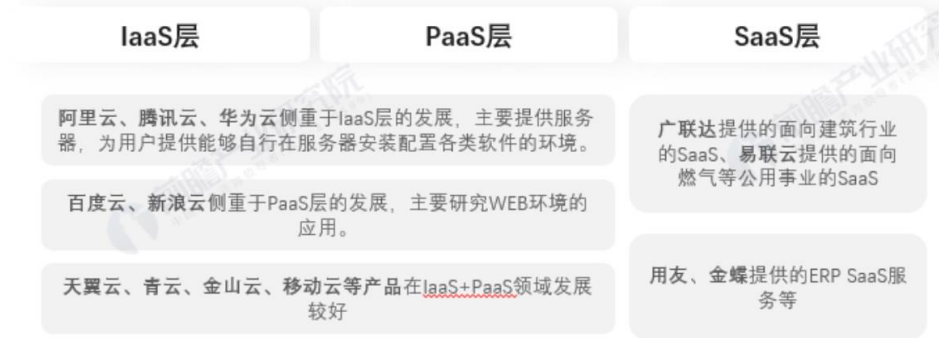 IaaS层
PaaS层
SaaS层
阿里云、腾讯云、华为云侧重于IaaS层的发展，主要提供服务
器，为用户提供能够自行在服务器安装配置各类软件的环境。
百度云、新浪云侧重于PaaS层的发展，主要研究WEB环境的
应用。
天翼云、青云、金山云、移动云等产品在IaaS+PaaS领域发展
较好
广联达提供的面向建筑行业
的SaaS、易联云提供的面向
燃气等公用事业的SaaS
用友、金蝶提供的ERP SaaS服
务等
前瞻产业研究院